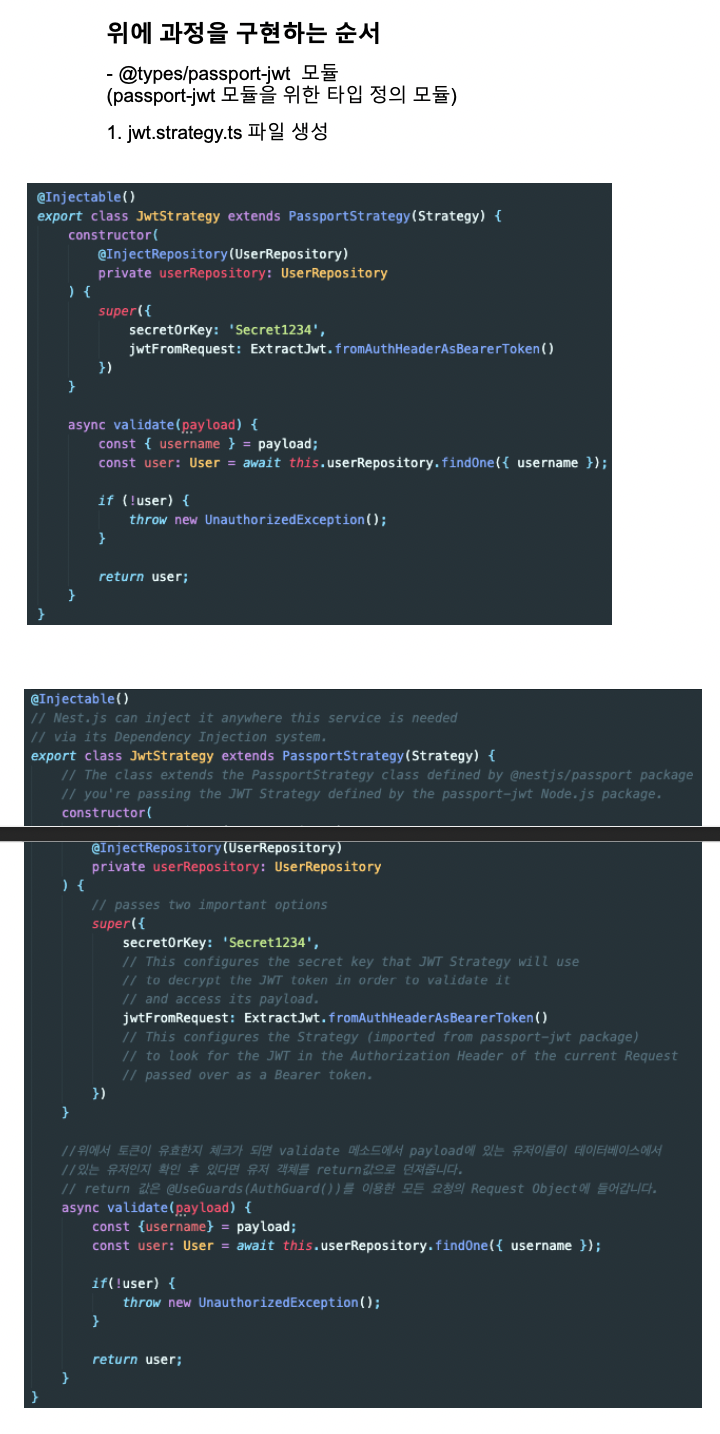 위에 과정을 구현하는 순서
- @types/passport-jwt 모듈
(passport-jwt 모듈을 위한 타입 정의 모듈)
1. jwt.strategy.ts 파일 생성
@Injectable()
export class JwtStrategy extends PassportStrategy(Strategy) {
    constructor(
        @InjectRepository(UserRepository)
        private userRepository: UserRepository
    ) {
        super({
            secretOrKey: 'Secret1234',
            jwtFromRequest: ExtractJwt.fromAuthHeaderAsBearerToken()
        })
    }
    async validate(payload) {
        const { username } = payload;
        const user: User = await this.userRepository.findOne({ username });
        if (!user) {
            throw new UnauthorizedException();
        }
        return user;
    }
}
@Injectable()
// Nest.js can inject it anywhere this service is needed
// via its Dependency Injection system.
export class JwtStrategy extends PassportStrategy(Strategy) {
    // The class extends the PassportStrategy class defined by @nestjs/passport package
    // you're passing the JWT Strategy defined by the passport-jwt Node.js package.
    constructor(
        @InjectRepository(UserRepository)
        private userRepository: UserRepository
    ) {
        // passes two important options
        super({
            secretOrKey: 'Secret1234',
            // This configures the secret key that JWT Strategy will use
            // to decrypt the JWT token in order to validate it
            // and access its payload.
            jwtFromRequest: ExtractJwt.fromAuthHeaderAsBearerToken()
            // This configures the Strategy (imported from passport-jwt package)
            // to look for the JWT in the Authorization Header of the current Request
            // passed over as a Bearer token.
        })
    }
    //위에서 토큰이 유효한지 체크가 되면 validate 메소드에서 payload에 있는 유저이름이 데이터베이스에서
    //있는 유저인지 확인 후 있다면 유저 객체를 return값으로 던져줍니다.
    // return 값은 @UseGuards(AuthGuard())를 이용한 모든 요청의 Request Object에 들어갑니다.
    async validate(payload) {
        const {username} = payload;
        const user: User = await this.userRepository.findOne({ username });
        if(!user) {
            throw new UnauthorizedException();
        }
        return user;
    }
}